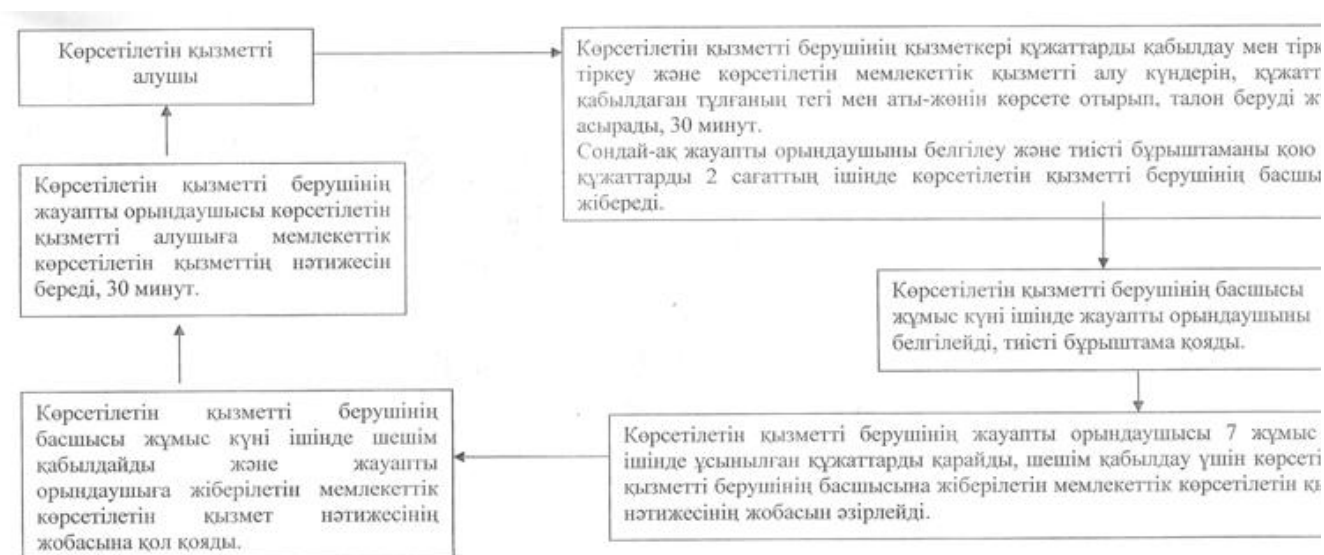 Көрсетілетін қызметті
алушы
Көрсетілетін қызметті берушінің қызметкері құжаттарды қабылдау мен тірк
тіркеу және көрсетілетін мемлекеттік қызметті алу күндерін, құжатт
қабылдаган тұлғаның тегі мен аты-жөнін көрсете отырып, талон беруді
асырады, 30 минут.
Сондай-ақ жауапты орындаушыны белгілеу және тиісті бұрыштаманы қою
құжаттарды 2 сағаттың ішінде көрсетілетін қызметті берушінің басшы
жібереді.
Көрсетілетін қызметті берушінің басшысы
жұмыс күні ішінде жауапты орындаушыны
белгілейді, тиісті бұрыштама қояды.
Көрсетілетін қызметті берушінің жауапты орындаушысы 7 жұмыс
ішінде ұсынылған құжаттарды қарайды, шешім қабылдау үшін көрсеті
қызметті берушінің басшысына жіберілетін мемлекеттік көрсетілетін қы
нәтижесінің жобасын әзірлейді.
Көрсетілетін қызметті берушінің
басшысы жұмыс күні ішінде шешім
қабылдайды және жауапты
орындаушыға жіберілетін мемлекеттік
көрсетілетін қызмет нәтижесінің
жобасына қол қояды.
Көрсетілетін қызметті берушінің
жауапты орындаушысы көрсетілетін
қызметті алушыға мемлекеттік
көрсетілетін қызметтің нәтижесін
береді, 30 минут.